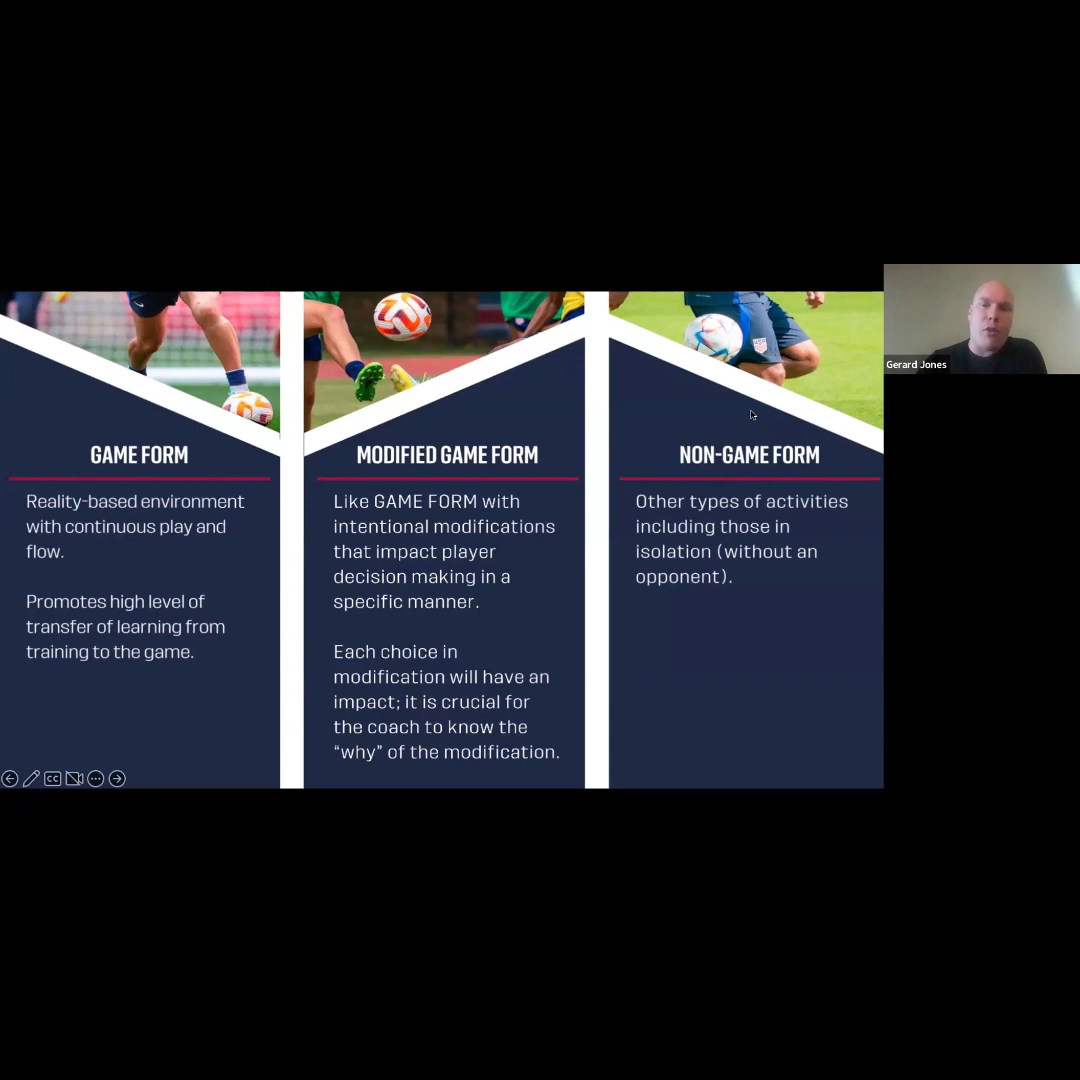 GAME FORM
Reality-based environment
with continuous play and
flow.
Promotes high level of
transfer of learning from
training to the game.
MODIFIED GAME FORM
Like GAME FORM with
intentional modifications
that impact player
decision making in a
specific manner.
Each choice in
modification will have an
impact; it is crucial for
the coach to know the
“why” of the modification.
NON-GAME FORM
Other types of activities
including those in
isolation (without an
opponent).
Gerard Jones
CC